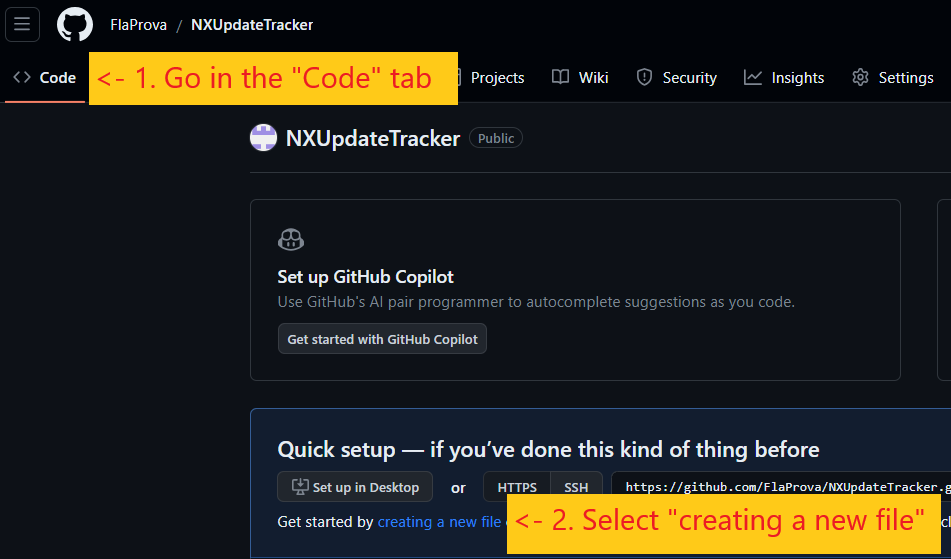 FlaProva / NXUpdateTracker
Code
<- 1. Go in the "Code" tab
Projects
Wiki
Security
Insights
Settings
NXUpdateTracker
Public
Set up GitHub Copilot
Use GitHub's AI pair programmer to autocomplete suggestions as you code.
Get started with GitHub Copilot
Quick setup — if you've done this kind of thing before
Set up in Desktop
or
HTTPS
SSH
https://github.com/FlaProva/NXUpdateTracker.g
Get started by creating a new file
<- 2. Select "creating a new file"